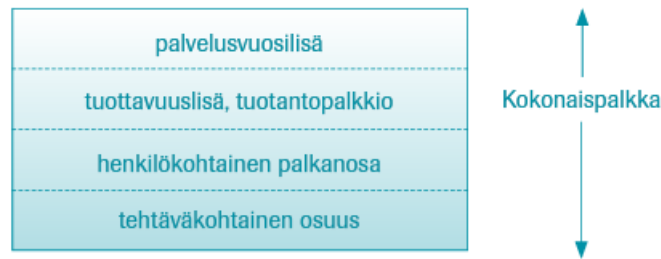 palvelusvuosilisä
tuottavuuslisä, tuotantopalkkio
Kokonaispalkka
henkilökohtainen palkanosa
tehtäväkohtainen osuus